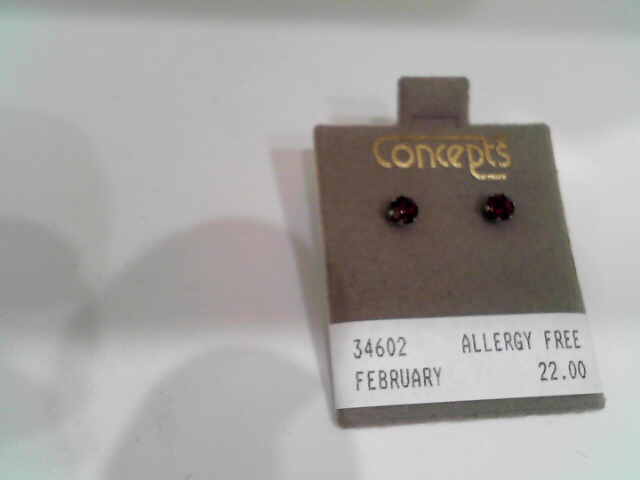 Concepts
34602 ALLERGY FREE
FEBRUARY 22.00